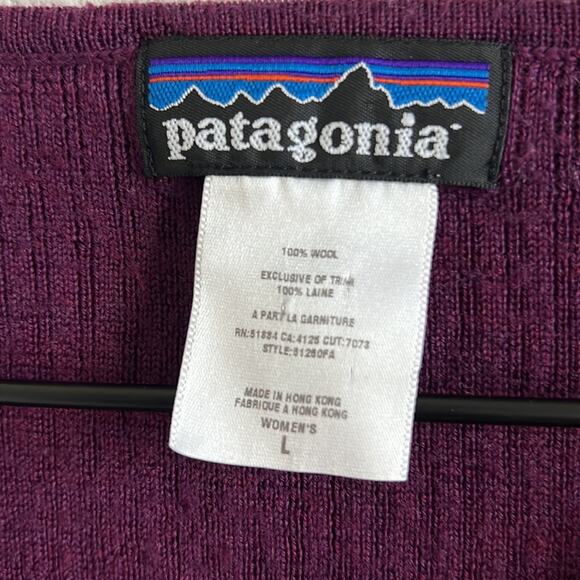 patagonia
100% WOOL
EXCLUSIVE OF TRIM
100% LAINE
A PART LA GARNITURE
RN:51884 CA:4125 CUT:7073
STYLE:51250FA
MADE IN HONG KONG
FABRIQUE A HONG KONG
WOMEN'S
L